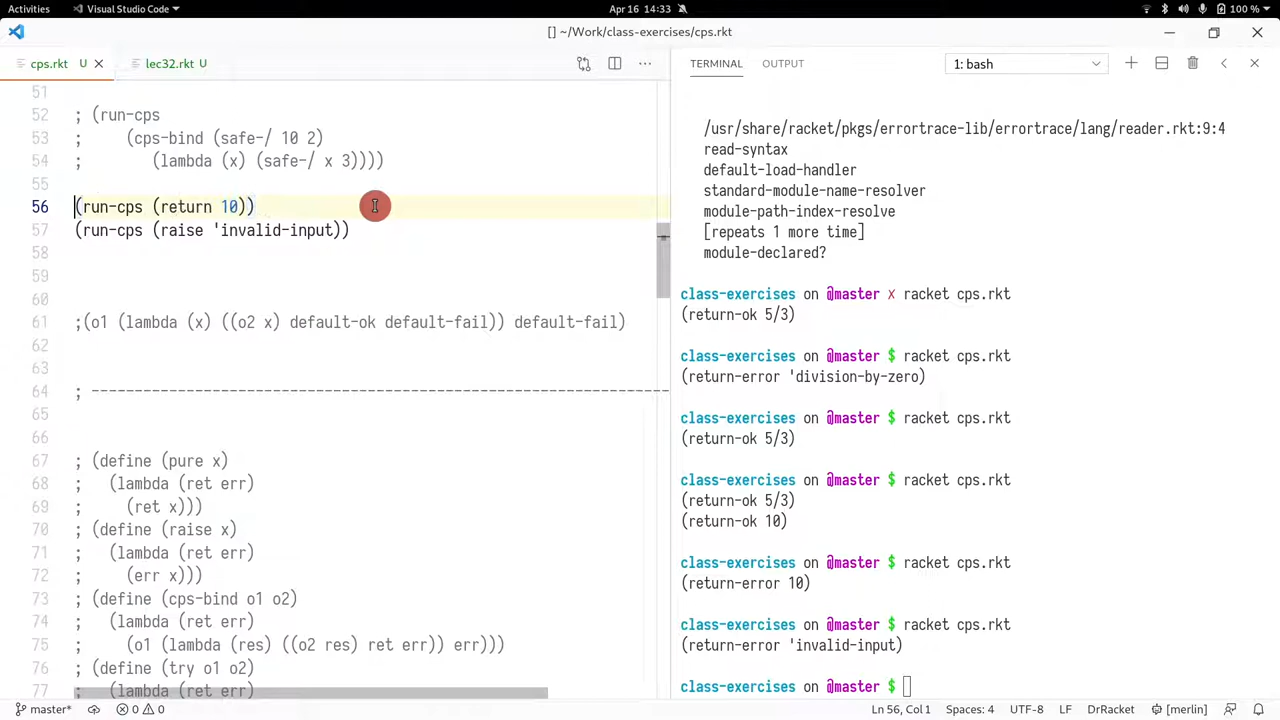 Activities
Visual Studio Code
Apr 16 14:33
100 %
[] ~/Work/class-exercises/cps.rkt
cps.rkt U
lec32.rkt U
51
52 ; (run-cps
53 ;     (cps-bind (safe-/ 10 2)
54 ;        (lambda (x) (safe-/ x 3))))
55
56 (run-cps (return 10))
57 (run-cps (raise 'invalid-input))
58
59
60
61 ;(o1 (lambda (x) ((o2 x) default-ok default-fail)) default-fail)
62
63
64 ; -------------------------------------------------------------------
65
66
67 ; (define (pure x)
68 ;   (lambda (ret err)
69 ;     (ret x)))
70 ; (define (raise x)
71 ;   (lambda (ret err)
72 ;     (err x)))
73 ; (define (cps-bind o1 o2)
74 ;   (lambda (ret err)
75 ;     (o1 (lambda (res) ((o2 res) ret err)) err)))
76 ; (define (try o1 o2)
77 ;   (lambda (ret err)
TERMINAL
OUTPUT
1: bash
/usr/share/racket/pkgs/errortrace-lib/errortrace/lang/reader.rkt:9:4
read-syntax
default-load-handler
standard-module-name-resolver
module-path-index-resolve
[repeats 1 more time]
module-declared?
class-exercises on @master ✗ racket cps.rkt
(return-ok 5/3)
class-exercises on @master $ racket cps.rkt
(return-error 'division-by-zero)
class-exercises on @master $ racket cps.rkt
(return-ok 5/3)
class-exercises on @master $ racket cps.rkt
(return-ok 5/3)
(return-ok 10)
class-exercises on @master $ racket cps.rkt
(return-error 10)
class-exercises on @master $ racket cps.rkt
(return-error 'invalid-input)
class-exercises on @master $
master*
0
0
Ln 56, Col 1
Spaces: 4
UTF-8
LF
DrRacket
[merlin]